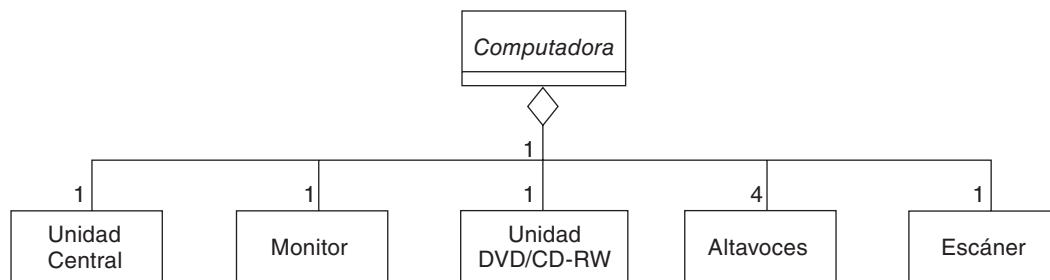 Computadora
1
1
1
1
4
1
Unidad
Central
Monitor
Unidad
DVD/CD-RW
Altavoces
Escáner